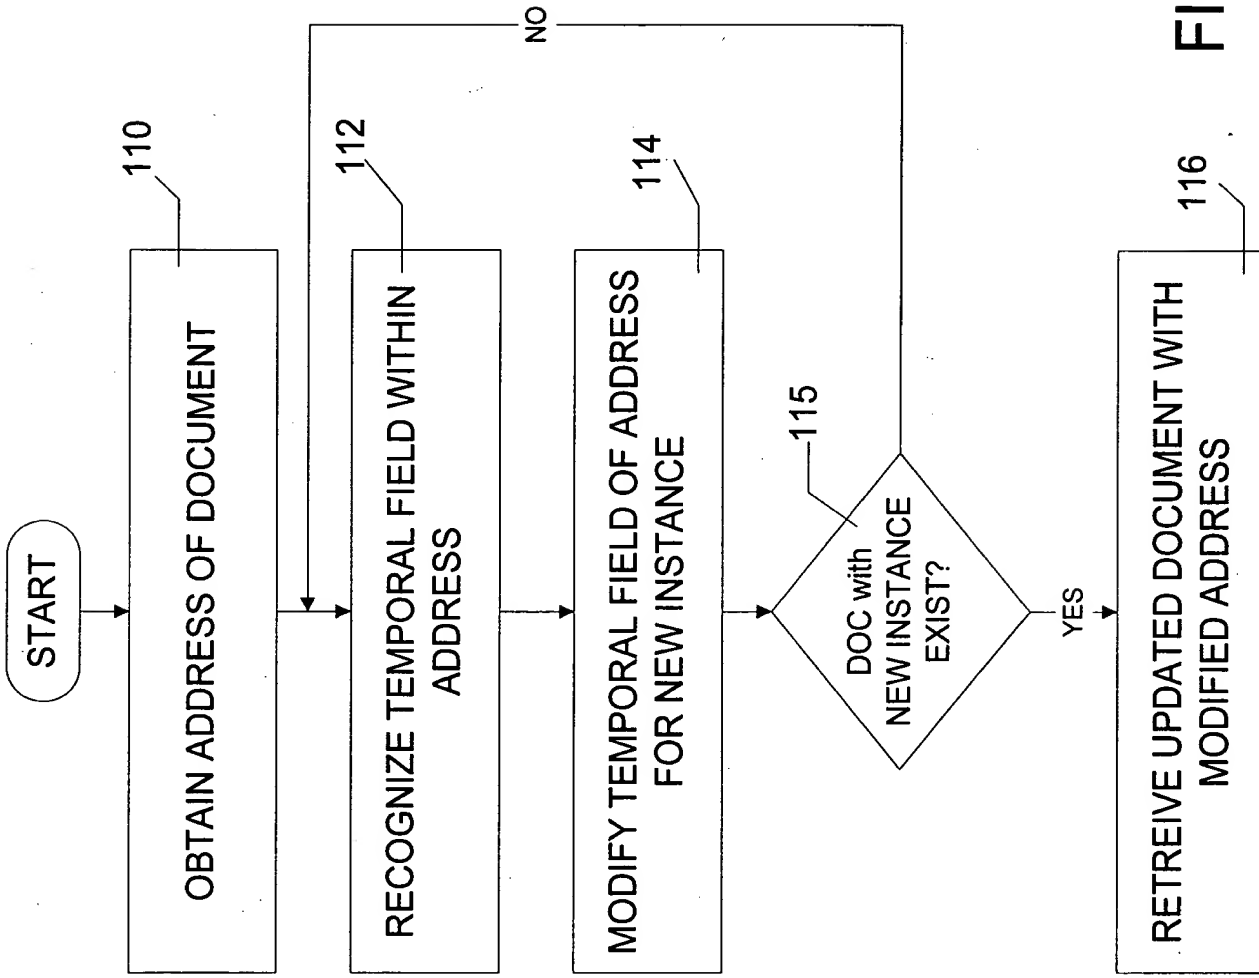 START
110
OBTAIN ADDRESS OF DOCUMENT
112
RECOGNIZE TEMPORAL FIELD WITHIN
ADDRESS
114
MODIFY TEMPORAL FIELD OF ADDRESS
FOR NEW INSTANCE
115
DOC with
NEW INSTANCE
EXIST?
NO
YES
116
RETREIVE UPDATED DOCUMENT WITH
MODIFIED ADDRESS
FI